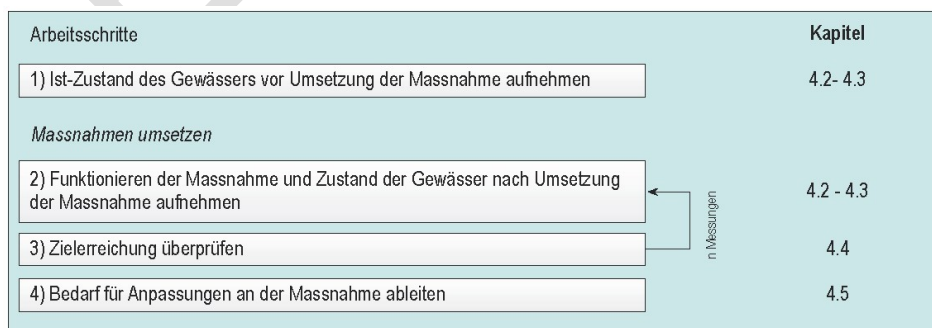 Arbeitsschritte Kapitel
1) Ist-Zustand des Gewässers vor Umsetzung der Massnahme aufnehmen 4.2- 4.3
Massnahmen umsetzen
2) Funktionieren der Massnahme und Zustand der Gewässer nach Umsetzung
der Massnahme aufnehmen 4.2 - 4.3
n Messungen
3) Zielerreichung überprüfen 4.4
4) Bedarf für Anpassungen an der Massnahme ableiten 4.5